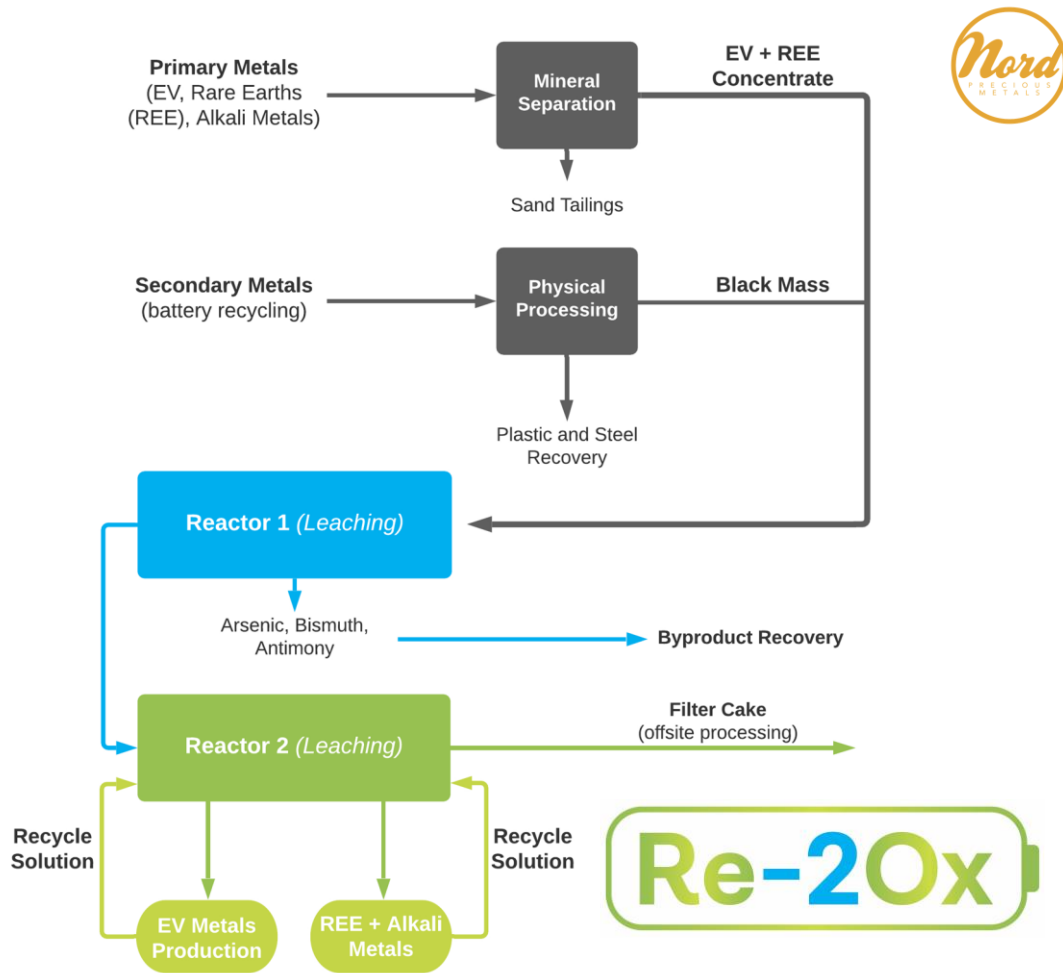 Nord
PRECIOUS
METALS
Primary Metals
(EV, Rare Earths
(REE), Alkali Metals)
Mineral
Separation
EV + REE
Concentrate
Sand Tailings
Secondary Metals
(battery recycling)
Physical
Processing
Black Mass
Plastic and Steel
Recovery
Reactor 1 (Leaching)
Arsenic, Bismuth,
Antimony
Byproduct Recovery
Reactor 2 (Leaching)
Filter Cake
(offsite processing)
Recycle
Solution
Recycle
Solution
EV Metals
Production
REE + Alkali
Metals
Re-2Ox